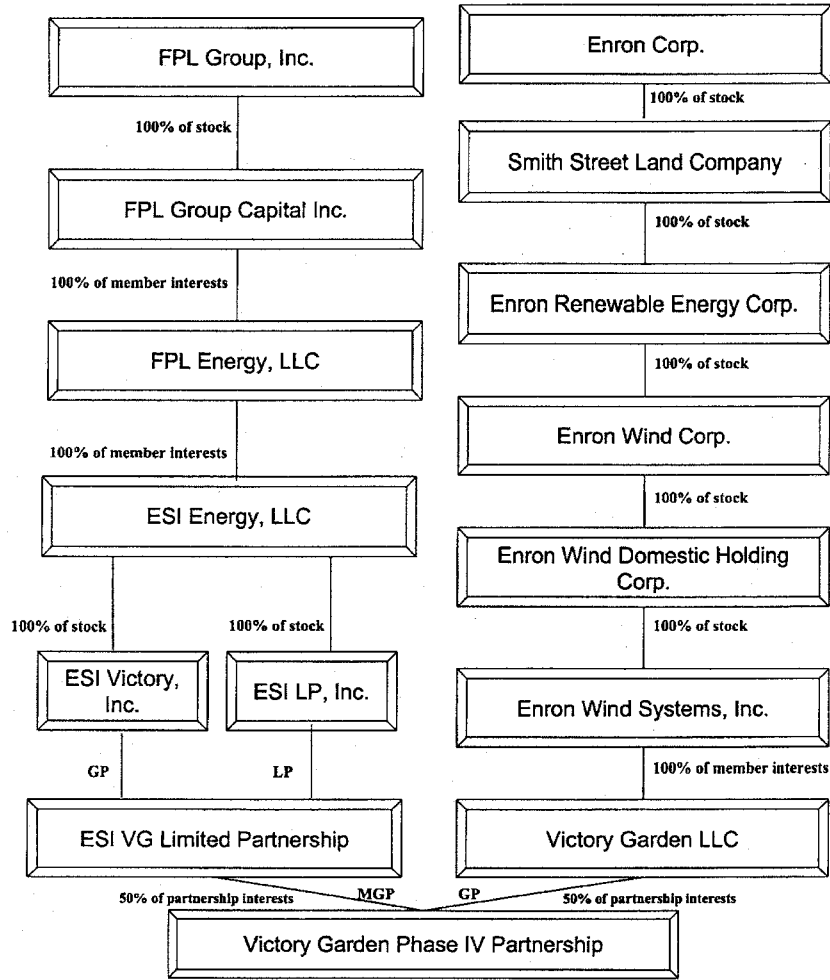 FPL Group, Inc.
100% of stock
FPL Group Capital Inc.
100% of member interests
FPL Energy, LLC
100% of member interests
ESI Energy, LLC
100% of stock
100% of stock
ESI Victory,
Inc.
ESI LP, Inc.
GP
LP
ESI VG Limited Partnership
Enron Corp.
100% of stock
Smith Street Land Company
100% of stock
Enron Renewable Energy Corp.
100% of stock
Enron Wind Corp.
100% of stock
Enron Wind Domestic Holding
Corp.
100% of stock
Enron Wind Systems, Inc.
100% of member interests
Victory Garden LLC
50% of partnership interests
MGP
GP
50% of partnership interests
Victory Garden Phase IV Partnership